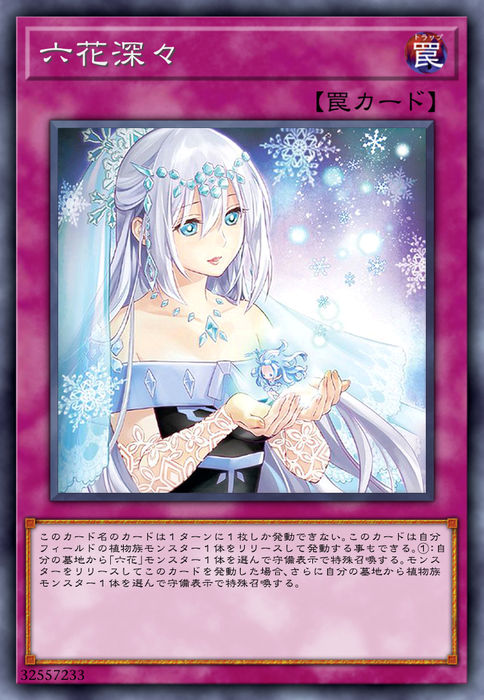 六花深々
トラップ
罠
【罠カード】
このカード名のカードは1ターンに1枚しか発動できない。このカードは自分
フィールドの植物族モンスター1体をリリースして発動する事もできる。①:自
分の墓地から「六花」モンスター1体を選んで守備表示で特殊召喚する。モンス
ターをリリースしてこのカードを発動した場合、さらに自分の墓地から植物族
モンスター1体を選んで守備表示で特殊召喚する。
32557233